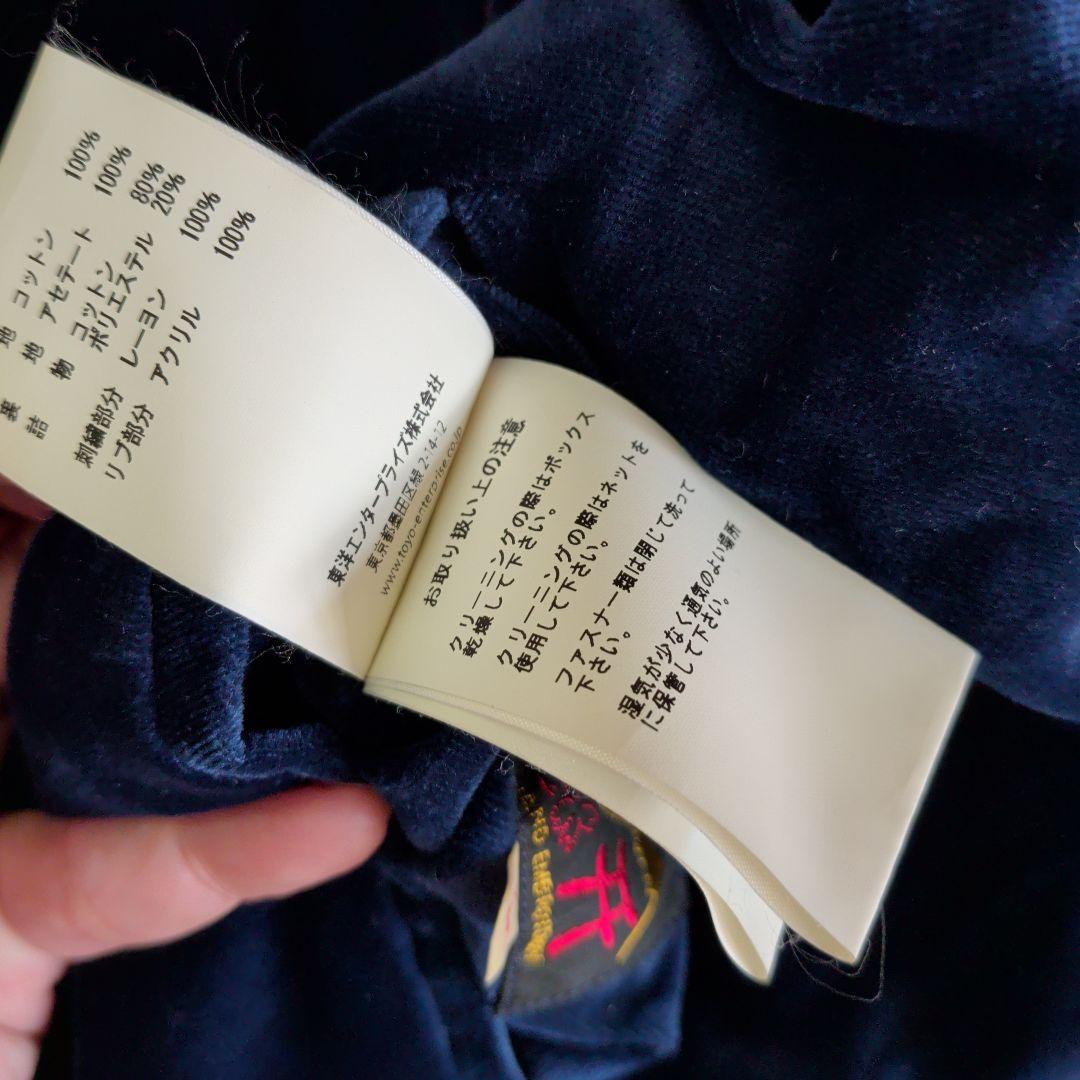 地 コットン 100%
裏地 アセテート 100%
詰物 コットン 80%
ポリエステル 20%
刺繍部分 レーヨン 100%
リブ部分 アクリル 100%
東洋エンタープライズ株式会社
東京都墨田区緑 2-14-12
www.toyo-enterprise.co.jp
お取り扱い上の注意
クリーニングの際はボックス
乾燥して下さい。
クリーニングの際はネットを
使用して下さい。
ファスナー類は閉じて洗って
下さい。
湿気が少なく通気のよい場所
に保管して下さい。